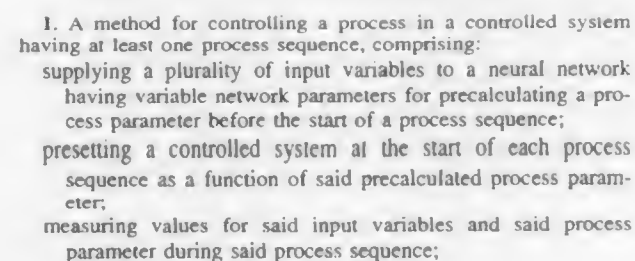 1. A method for controlling a process in a controlled system
having at least one process sequence, comprising:
supplying a plurality of input variables to a neural network
having variable network parameters for precalculating a pro-
cess parameter before the start of a process sequence;
presetting a controlled system at the start of each process
sequence as a function of said precalculated process param-
eter;
measuring values for said input variables and said process
parameter during said process sequence;